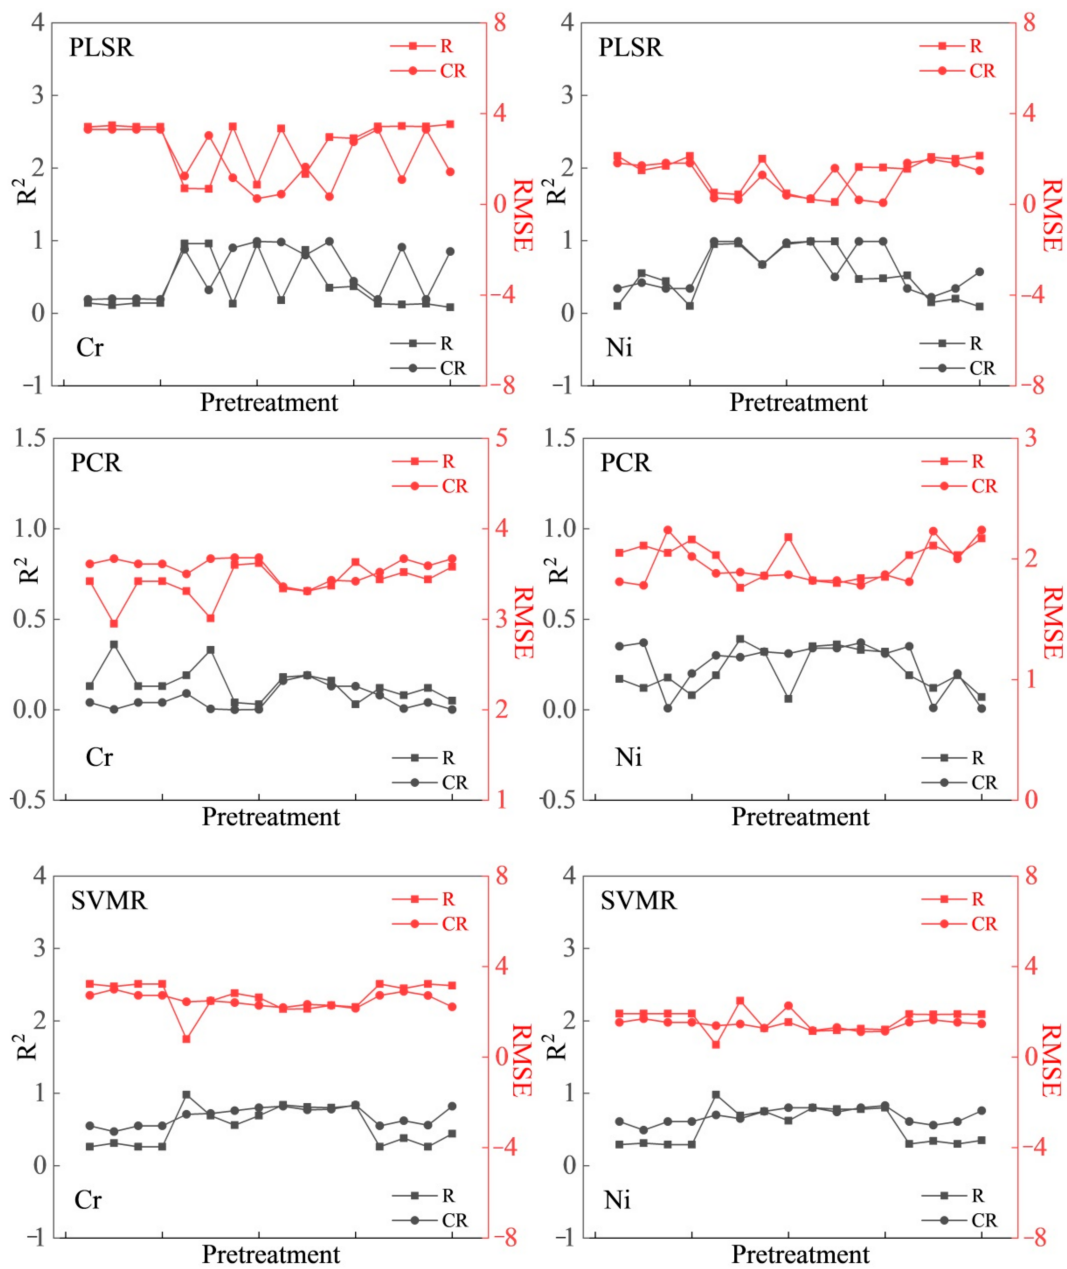 4
3
2
1
0
−1
R²
PLSR
R
CR
Cr
R
CR
8
4
0
−4
−8
RMSE
Pretreatment
4
3
2
1
0
−1
R²
PLSR
R
CR
Ni
R
CR
8
4
0
−4
−8
RMSE
Pretreatment
1.5
1.0
0.5
0.0
-0.5
R²
PCR
R
CR
Cr
R
CR
5
4
3
2
1
RMSE
Pretreatment
1.5
1.0
0.5
0.0
-0.5
R²
PCR
R
CR
Ni
R
CR
3
2
1
0
RMSE
Pretreatment
4
3
2
1
0
−1
R²
SVMR
R
CR
Cr
R
CR
8
4
0
−4
−8
RMSE
Pretreatment
4
3
2
1
0
−1
R²
SVMR
R
CR
Ni
R
CR
8
4
0
−4
−8
RMSE
Pretreatment